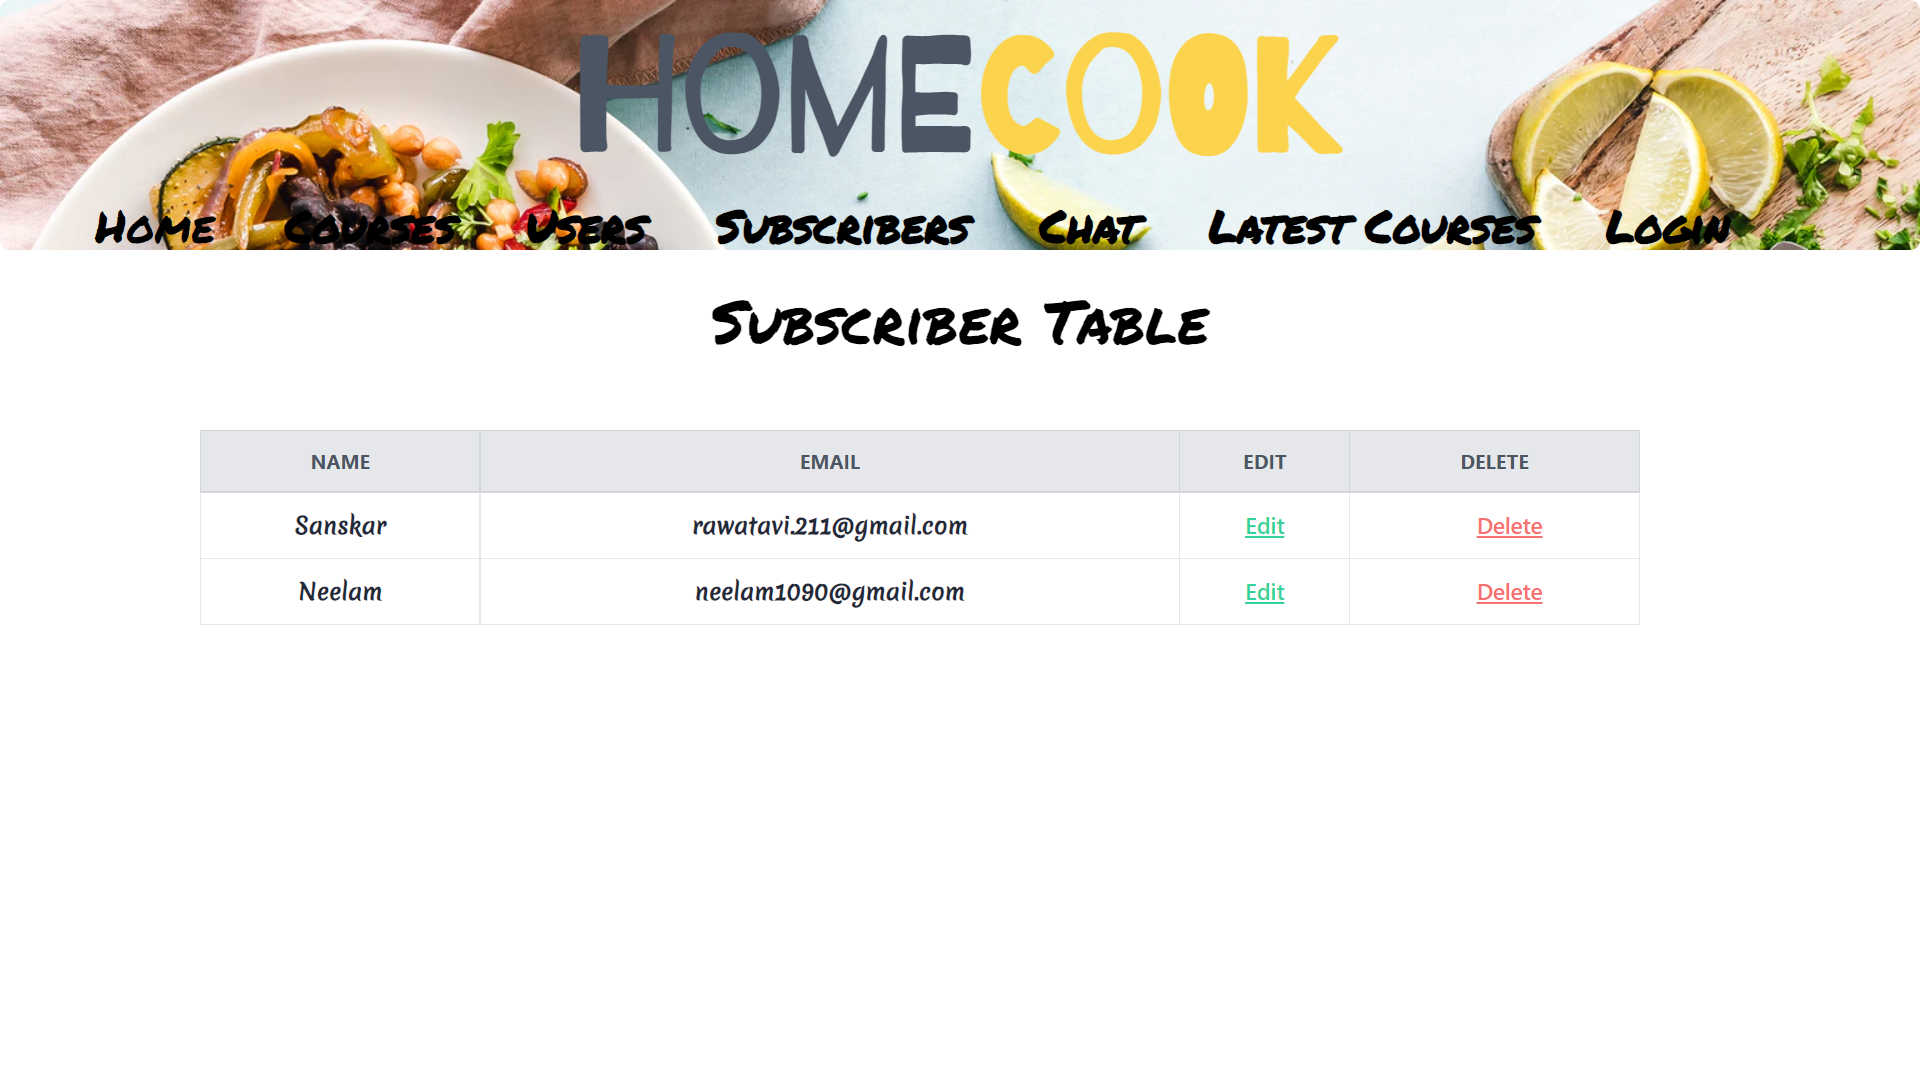 HOMECOOK
Home Courses Users Subscribers Chat Latest Courses Login
Subscriber Table
NAME EMAIL EDIT DELETE
Sanskar rawatavi.211@gmail.com Edit Delete
Neelam neelam1090@gmail.com Edit Delete